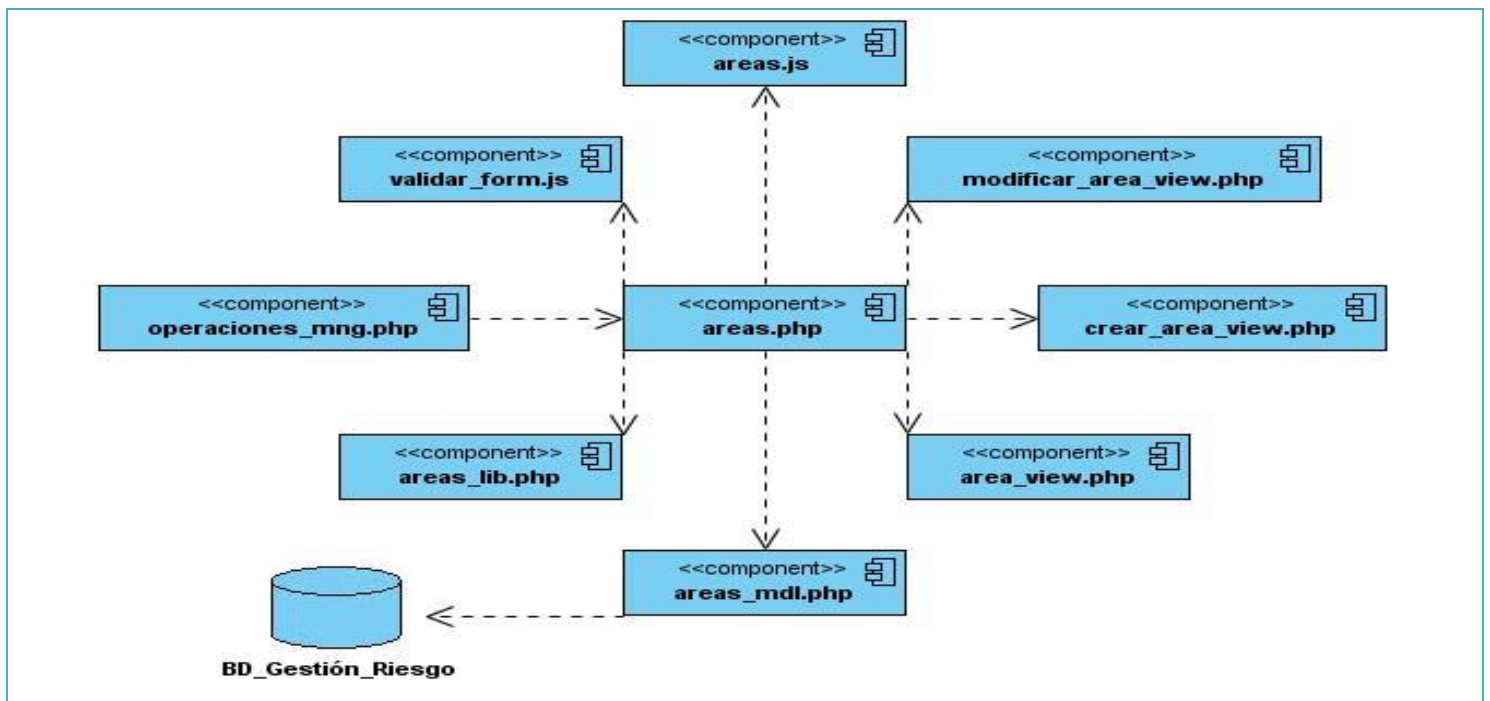 <<component>>
areas.js
<<component>>
validar_form.js
<<component>>
modificar_area_view.php
<<component>>
operaciones_mng.php
<<component>>
areas.php
<<component>>
crear_area_view.php
<<component>>
areas_lib.php
<<component>>
area_view.php
<<component>>
areas_mdl.php
BD_Gestión_Riesgo